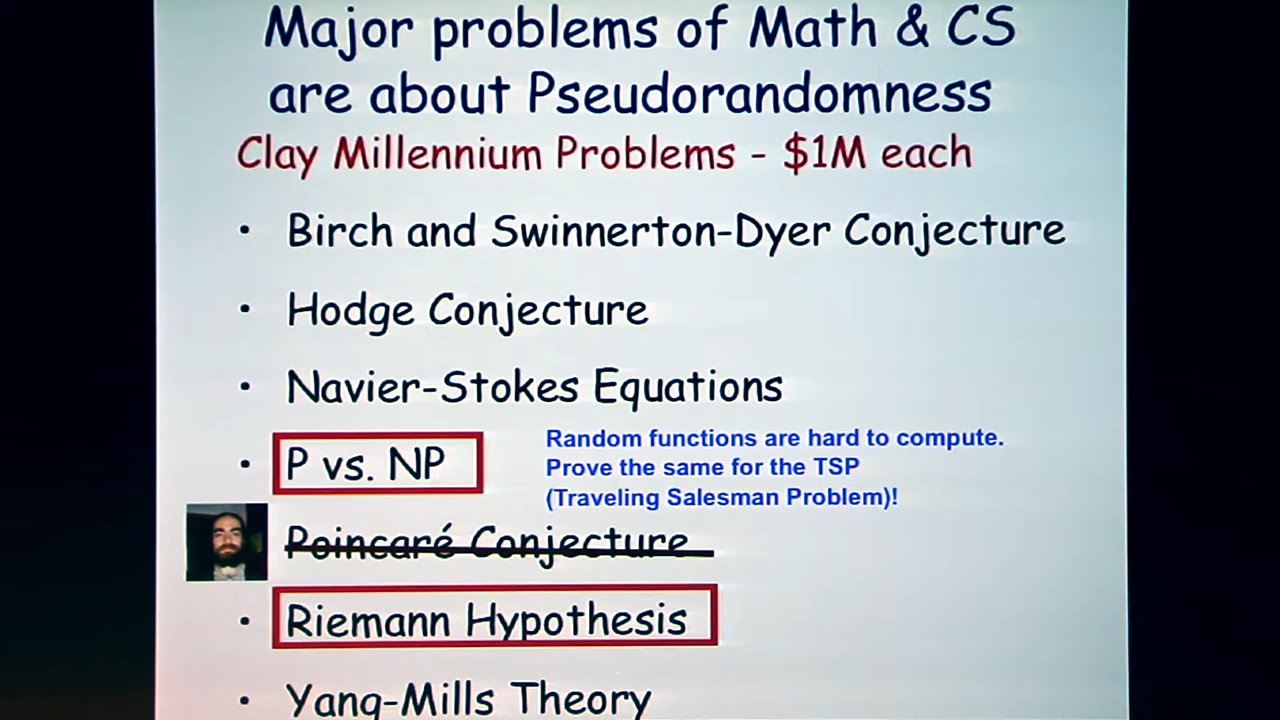 Major problems of Math & CS
are about Pseudorandomness
Clay Millennium Problems - $1M each
• Birch and Swinnerton-Dyer Conjecture
• Hodge Conjecture
• Navier-Stokes Equations
• P vs. NP
Random functions are hard to compute.
Prove the same for the TSP
(Traveling Salesman Problem)!
Poincaré Conjecture
• Riemann Hypothesis
• Yang-Mills Theory